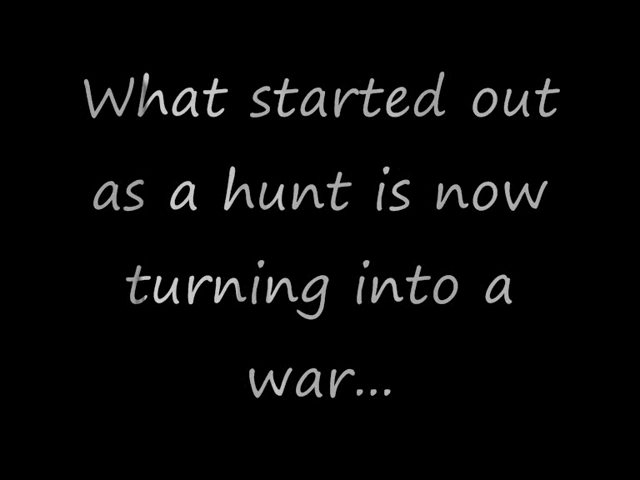 What started out
as a hunt is now
turning into a
war...